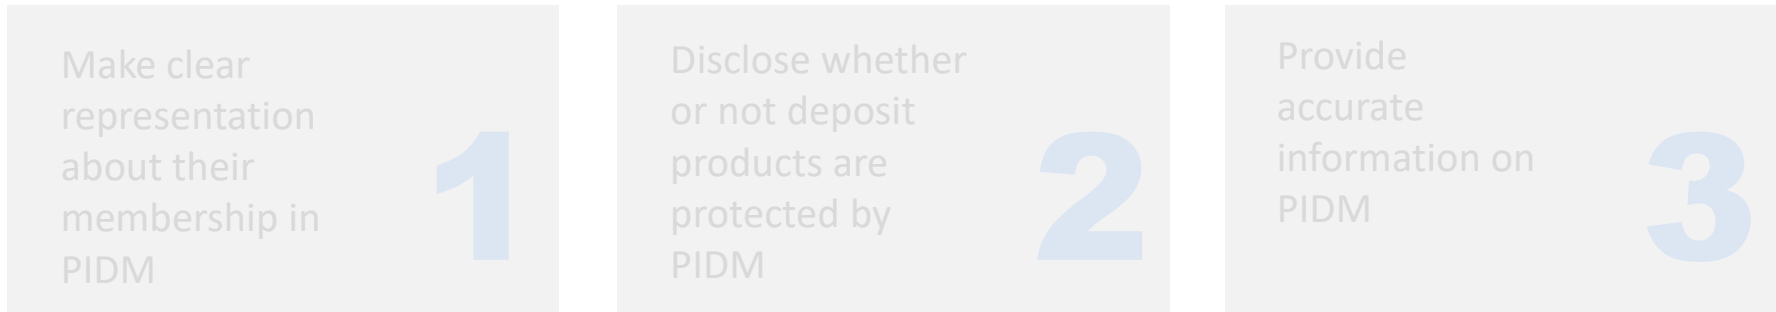 Make clear
representation
about their
membership in
PIDM
1
Disclose whether
or not deposit
products are
protected by
PIDM
2
Provide
accurate
information on
PIDM
3